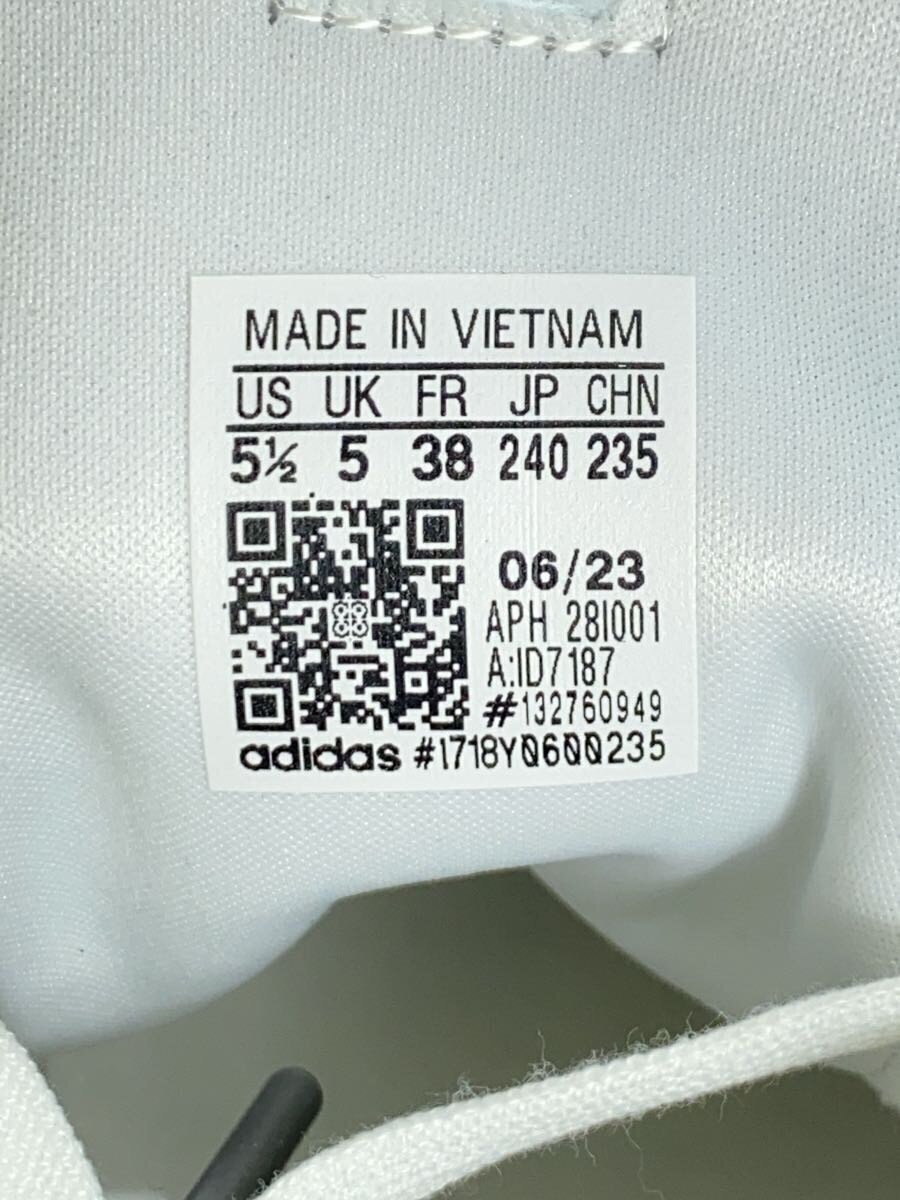 MADE IN VIETNAM
US UK FR JP CHN
5½ 5 38 240 235
06/23
APH 28I001
A:ID7187
#132760949
adidas #1718Y0600235